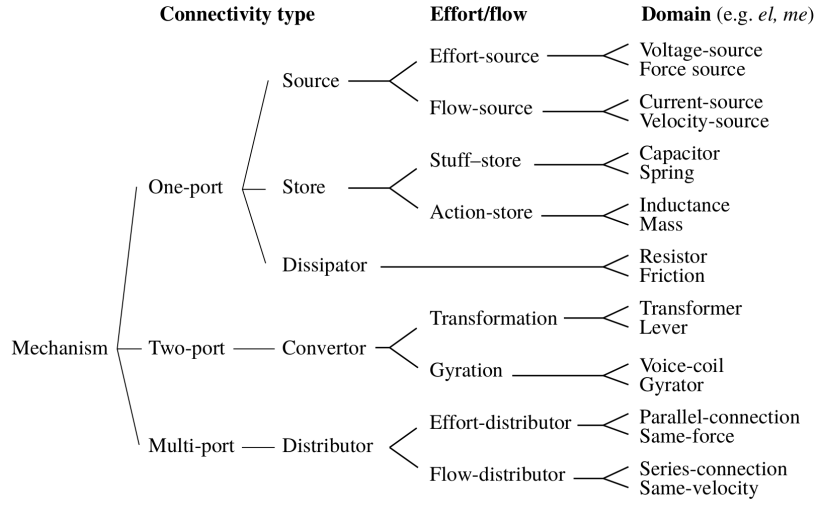 Connectivity type
Effort/flow
Domain (e.g. el, me)
Mechanism
One-port
Source
Effort-source
Voltage-source
Force source
Flow-source
Current-source
Velocity-source
Store
Stuff–store
Capacitor
Spring
Action-store
Inductance
Mass
Dissipator
Resistor
Friction
Two-port
Convertor
Transformation
Transformer
Lever
Gyration
Voice-coil
Gyrator
Multi-port
Distributor
Effort-distributor
Parallel-connection
Same-force
Flow-distributor
Series-connection
Same-velocity